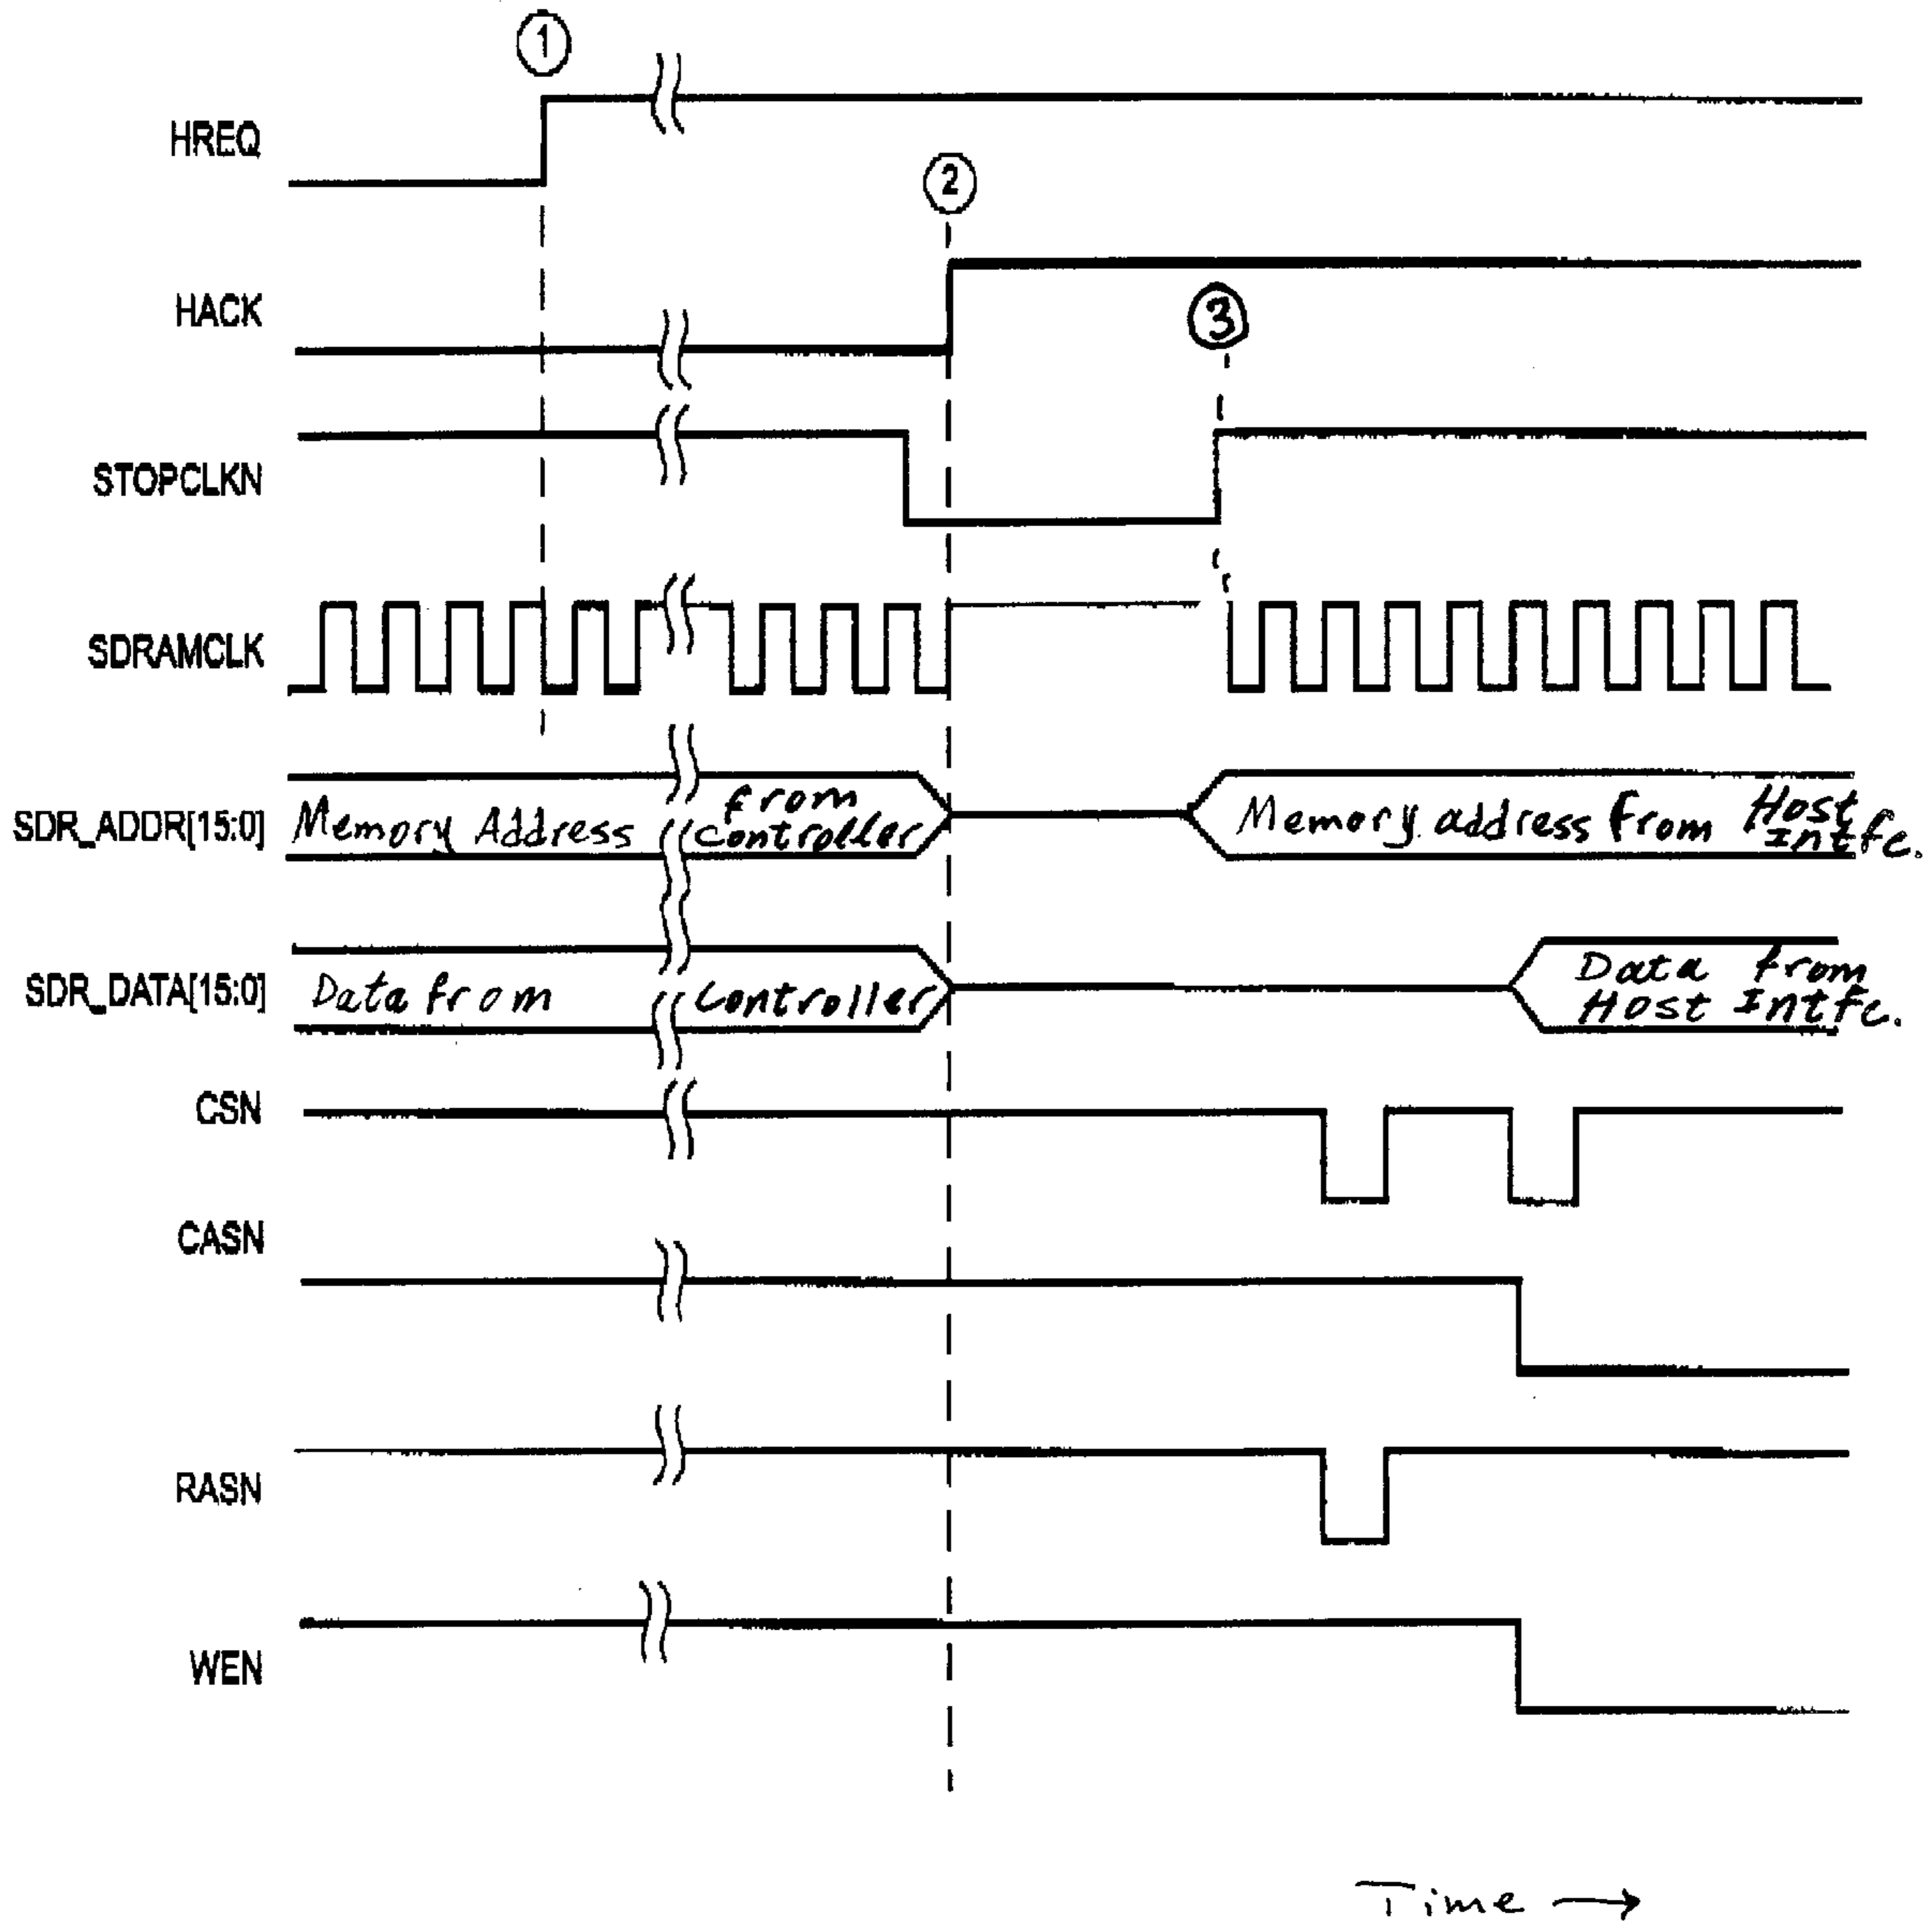 1
HREQ
2
HACK
3
STOPCLKN
SDRAMCLK
SDR_ADDR[15:0]
Memory Address from
controller
Memory address from Host
Intfc.
SDR_DATA[15:0]
Data from controller
Data from
Host Intfc.
CSN
CASN
RASN
WEN
Time →